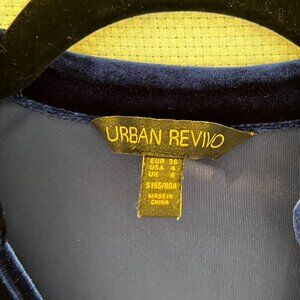 URBAN REVIVO
EUR 36
USA 4
UK 8
S155/80A
MADE IN
CHINA